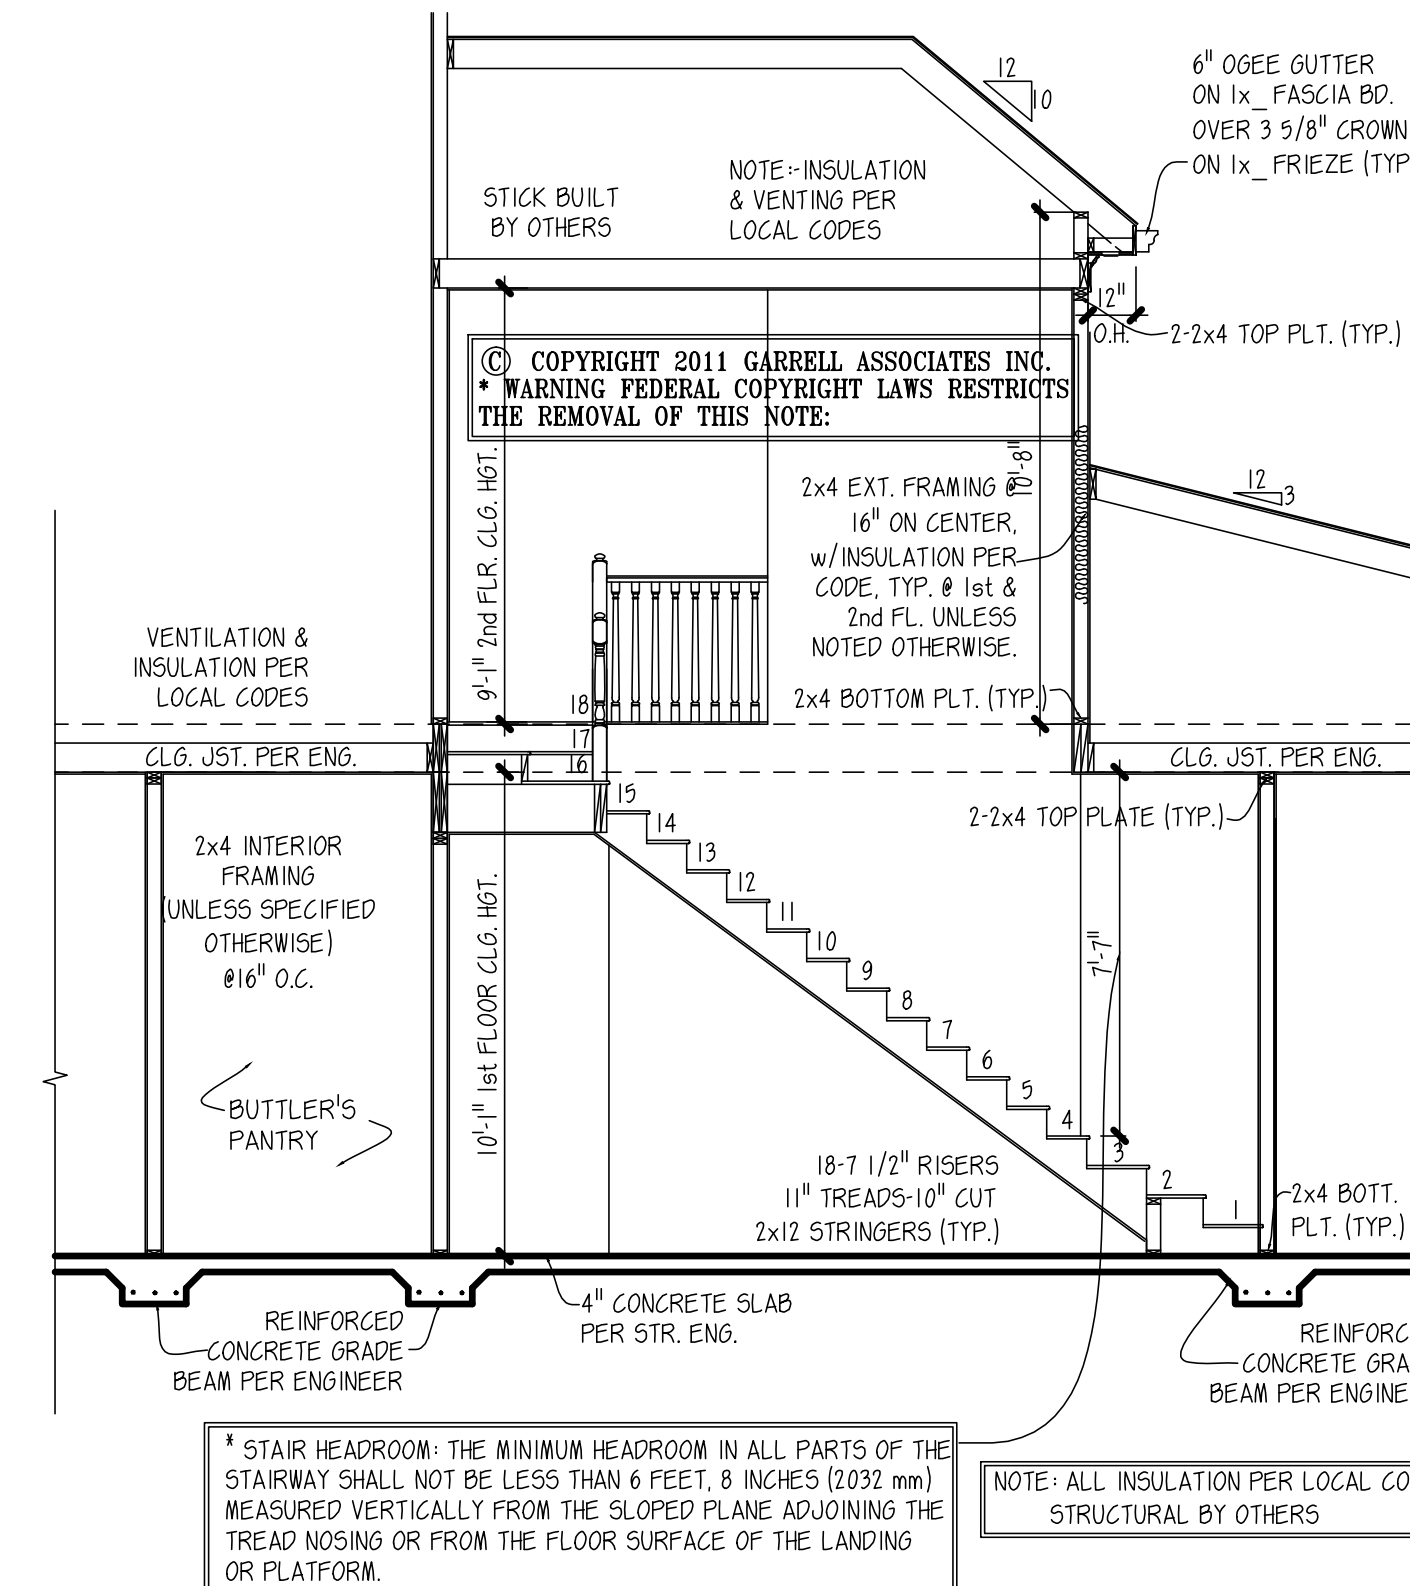 12
10
6" OGEE GUTTER
ON 1x_ FASCIA BD.
OVER 3 5/8" CROWN
ON 1x_ FRIEZE (TYP
STICK BUILT
BY OTHERS
NOTE:-INSULATION
& VENTING PER
LOCAL CODES
12"
O.H.
2-2x4 TOP PLT. (TYP.)
© COPYRIGHT 2011 GARRELL ASSOCIATES INC.
* WARNING FEDERAL COPYRIGHT LAWS RESTRICTS
THE REMOVAL OF THIS NOTE:
9'-1" 2nd FLR. CLG. HGT.
10'-8"
2x4 EXT. FRAMING @
16" ON CENTER,
w/INSULATION PER
CODE, TYP. @ 1st &
2nd FL. UNLESS
NOTED OTHERWISE.
12
3
VENTILATION &
INSULATION PER
LOCAL CODES
2x4 BOTTOM PLT. (TYP.)
18
17
16
15
14
13
12
11
10
9
8
7
6
5
4
3
2
1
CLG. JST. PER ENG.
CLG. JST. PER ENG.
2-2x4 TOP PLATE (TYP.)
2x4 INTERIOR
FRAMING
(UNLESS SPECIFIED
OTHERWISE)
@16" O.C.
10'-1" 1st FLOOR CLG. HGT.
7'-7"
BUTTLER'S
PANTRY
18-7 1/2" RISERS
11" TREADS-10" CUT
2x12 STRINGERS (TYP.)
2x4 BOTT.
PLT. (TYP.)
4" CONCRETE SLAB
PER STR. ENG.
REINFORCED
CONCRETE GRADE
BEAM PER ENGINEER
REINFORC
CONCRETE GRA
BEAM PER ENGINE
* STAIR HEADROOM: THE MINIMUM HEADROOM IN ALL PARTS OF THE
STAIRWAY SHALL NOT BE LESS THAN 6 FEET, 8 INCHES (2032 mm)
MEASURED VERTICALLY FROM THE SLOPED PLANE ADJOINING THE
TREAD NOSING OR FROM THE FLOOR SURFACE OF THE LANDING
OR PLATFORM.
NOTE: ALL INSULATION PER LOCAL CO
STRUCTURAL BY OTHERS